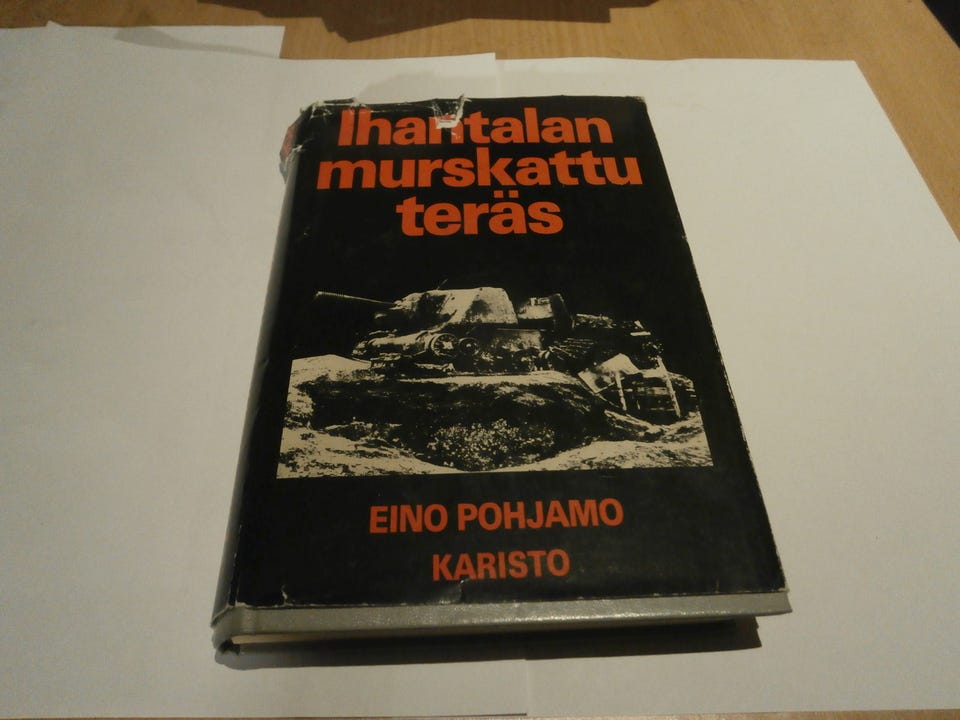 Ihantalan
murskattu
teräs
EINO POHJAMO
KARISTO